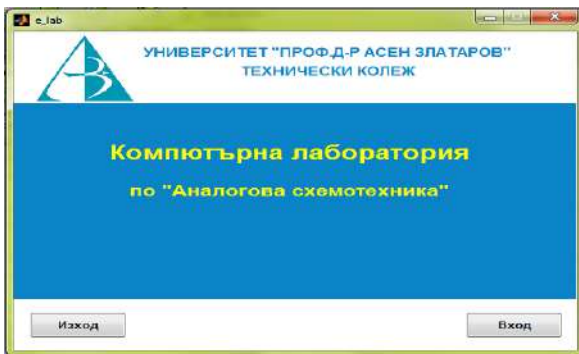 e_lab
УНИВЕРСИТЕТ "ПРОФ.Д-Р АСЕН ЗЛАТАРОВ"
ТЕХНИЧЕСКИ КОЛЕЖ
Компютърна лаборатория
по "Аналогова схемотехника"
Изход
Вход